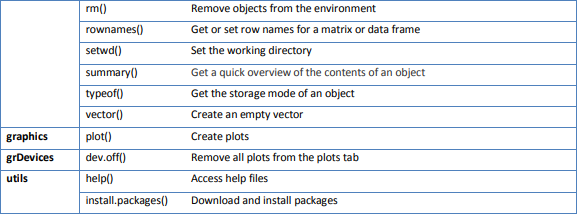 rm() Remove objects from the environment
rownames() Get or set row names for a matrix or data frame
setwd() Set the working directory
summary() Get a quick overview of the contents of an object
typeof() Get the storage mode of an object
vector() Create an empty vector
graphics plot() Create plots
grDevices dev.off() Remove all plots from the plots tab
utils help() Access help files
install.packages() Download and install packages